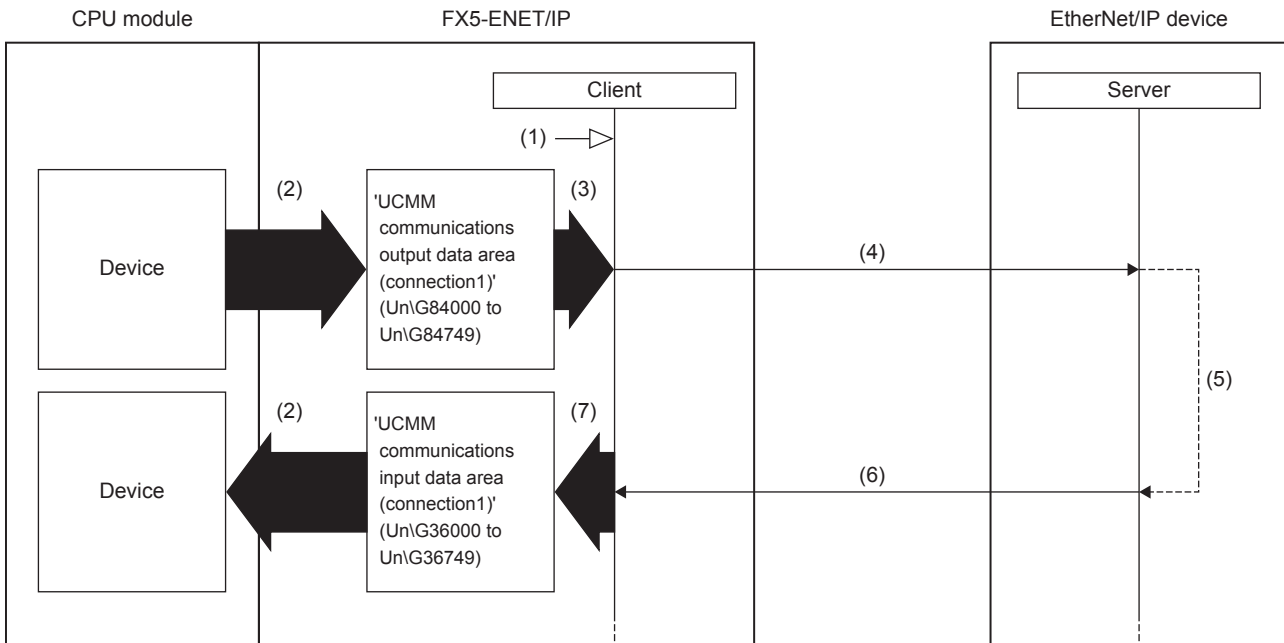 CPU module
FX5-ENET/IP
EtherNet/IP device
Client
Server
(1)
(2)
(3)
Device
'UCMM
communications
output data area
(connection1)'
(Un\G84000 to
Un\G84749)
(4)
(5)
(2)
(7)
Device
'UCMM
communications
input data area
(connection1)'
(Un\G36000 to
Un\G36749)
(6)